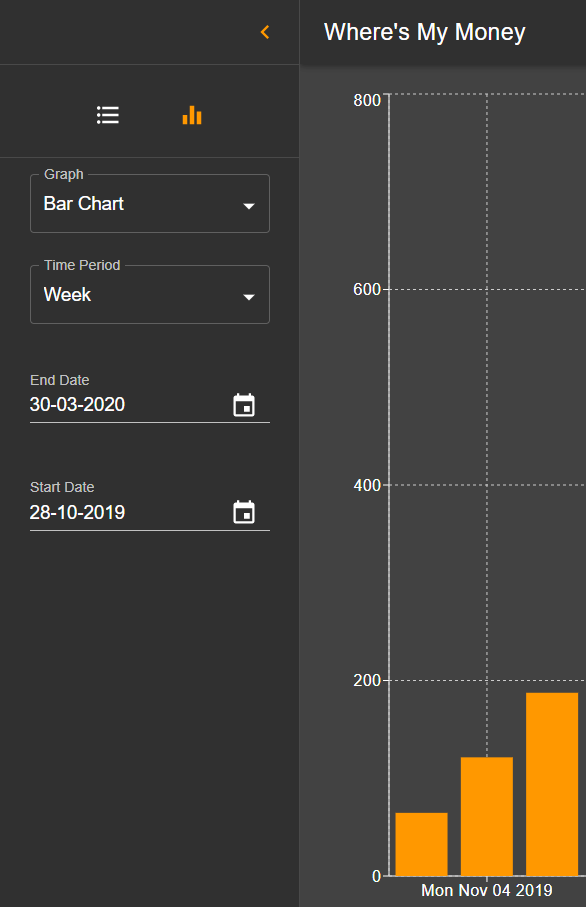 Where's My Money
Graph
Bar Chart
Time Period
Week
End Date
30-03-2020
Start Date
28-10-2019
800
600
400
200
0
Mon Nov 04 2019